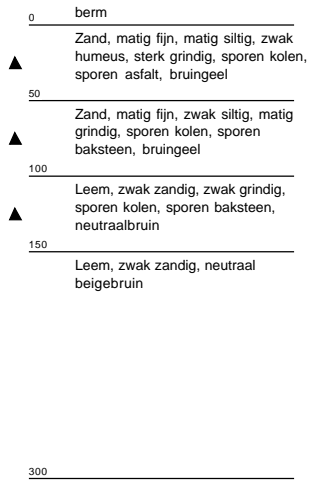 0 berm
Zand, matig fijn, matig siltig, zwak
humeus, sterk grindig, sporen kolen,
sporen asfalt, bruingeel
50
Zand, matig fijn, zwak siltig, matig
grindig, sporen kolen, sporen
baksteen, bruingeel
100
Leem, zwak zandig, zwak grindig,
sporen kolen, sporen baksteen,
neutraalbruin
150
Leem, zwak zandig, neutraal
beigebruin
300